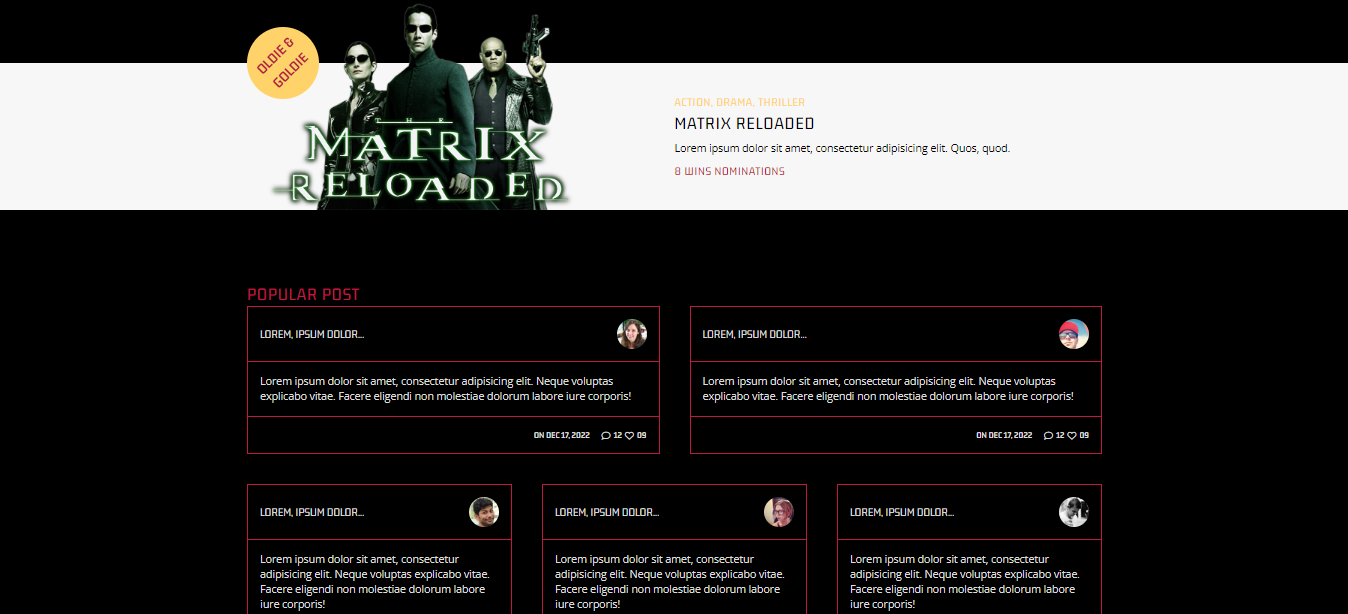 OLDIE &
GOLDIE
THE
MATRIX
RELOADED
ACTION, DRAMA, THRILLER
MATRIX RELOADED
Lorem ipsum dolor sit amet, consectetur adipisicing elit. Quos, quod.
8 WINS NOMINATIONS
POPULAR POST
LOREM, IPSUM DOLOR...
Lorem ipsum dolor sit amet, consectetur adipisicing elit. Neque voluptas
explicabo vitae. Facere eligendi non molestiae dolorum labore iure corporis!
ON DEC 17, 2022 12 09
LOREM, IPSUM DOLOR...
Lorem ipsum dolor sit amet, consectetur adipisicing elit. Neque voluptas
explicabo vitae. Facere eligendi non molestiae dolorum labore iure corporis!
ON DEC 17, 2022 12 09
LOREM, IPSUM DOLOR...
Lorem ipsum dolor sit amet, consectetur
adipisicing elit. Neque voluptas explicabo vitae.
Facere eligendi non molestiae dolorum labore
iure corporis!
LOREM, IPSUM DOLOR...
Lorem ipsum dolor sit amet, consectetur
adipisicing elit. Neque voluptas explicabo vitae.
Facere eligendi non molestiae dolorum labore
iure corporis!
LOREM, IPSUM DOLOR...
Lorem ipsum dolor sit amet, consectetur
adipisicing elit. Neque voluptas explicabo vitae.
Facere eligendi non molestiae dolorum labore
iure corporis!